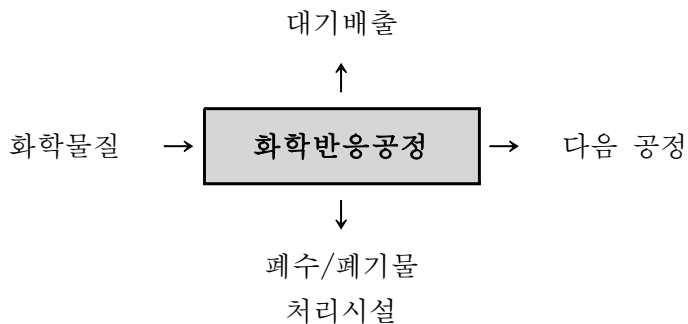 대기배출
화학물질 → 화학반응공정 → 다음 공정
폐수/폐기물
처리시설